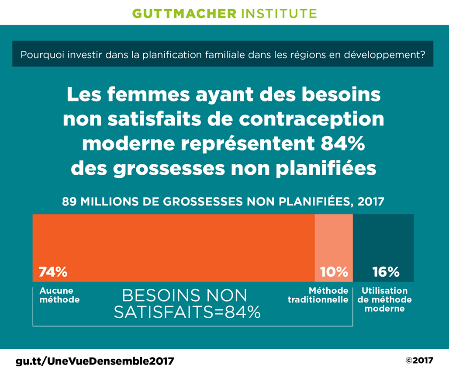 GUTTMACHER INSTITUTE
Pourquoi investir dans la planification familiale dans les régions en développement?
Les femmes ayant des besoins
non satisfaits de contraception
moderne représentent 84%
des grossesses non planifiées
89 MILLIONS DE GROSSESSES NON PLANIFIÉES, 2017
74% 10% 16%
Aucune
méthode
BESOINS NON
SATISFAITS=84%
Méthode
traditionnelle
Utilisation
de méthode
moderne
gu.tt/UneVueDensemble2017 ©2017